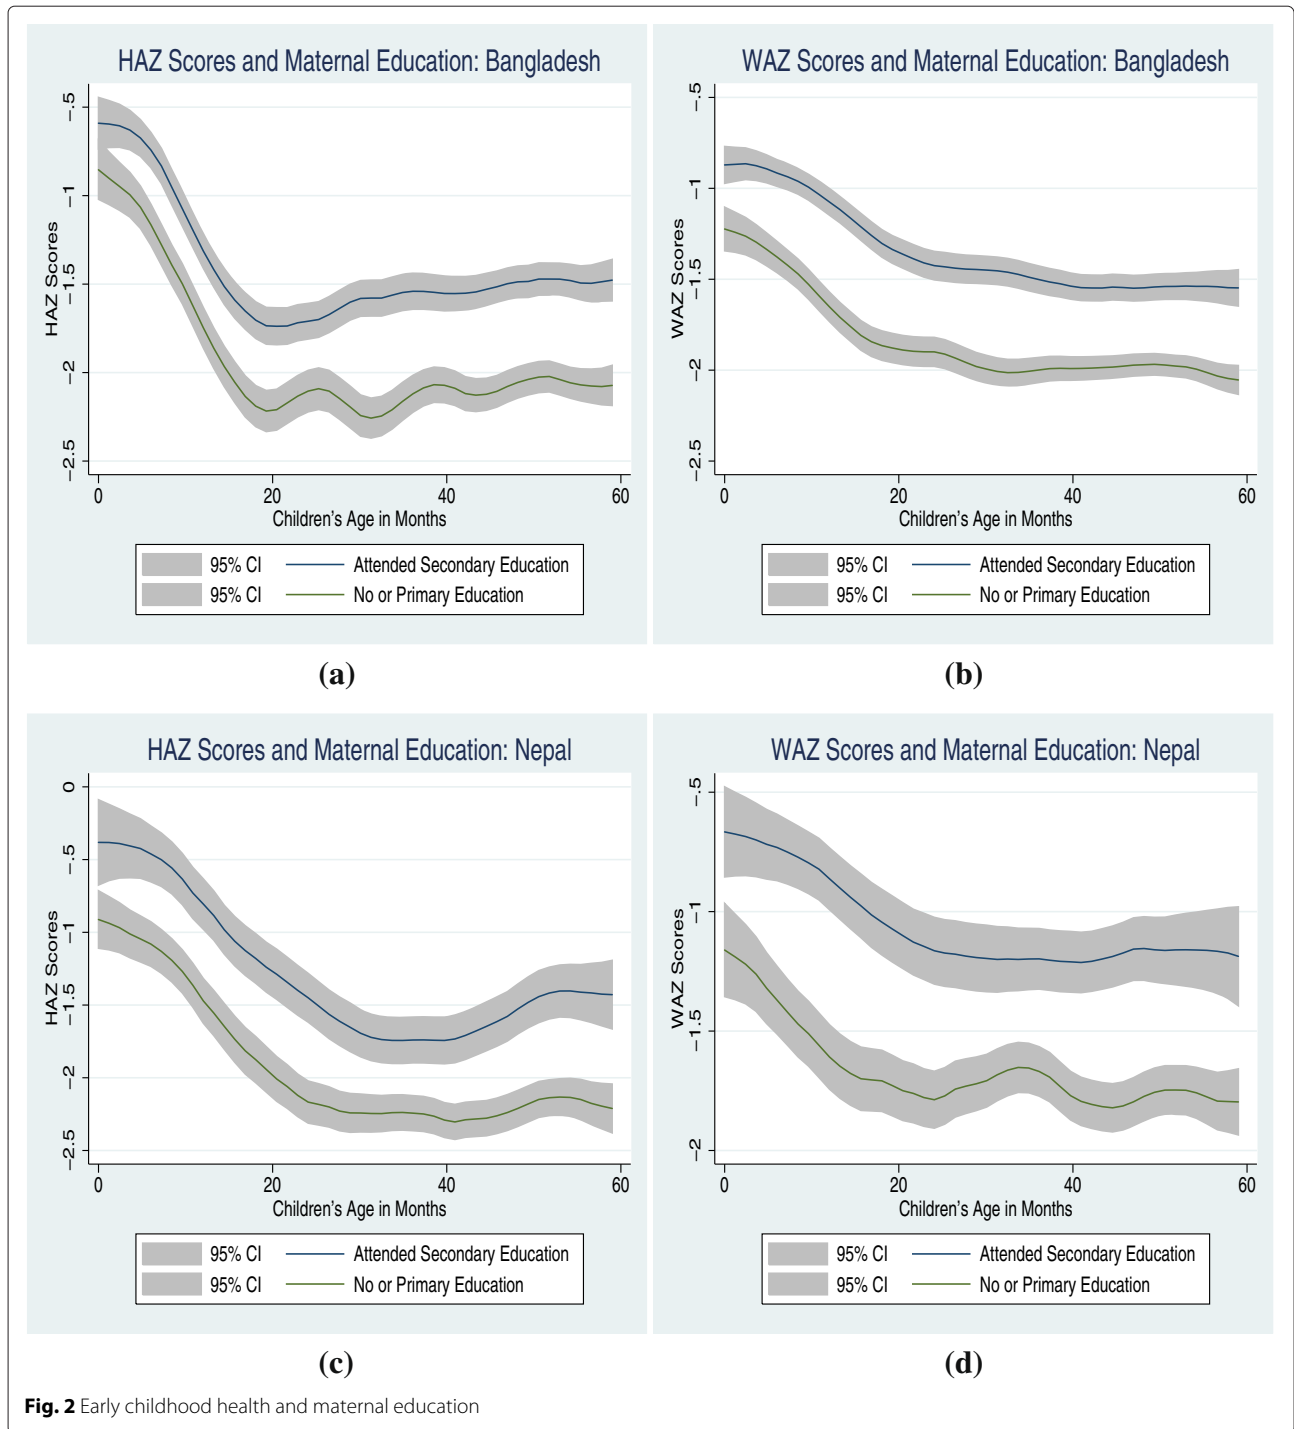 HAZ Scores and Maternal Education: Bangladesh
HAZ Scores
−.5
−1
−1.5
−2
−2.5
0 20 40 60
Children's Age in Months
95% CI Attended Secondary Education
95% CI No or Primary Education
(a)
WAZ Scores and Maternal Education: Bangladesh
WAZ Scores
−.5
−1
−1.5
−2
−2.5
0 20 40 60
Children's Age in Months
95% CI Attended Secondary Education
95% CI No or Primary Education
(b)
HAZ Scores and Maternal Education: Nepal
HAZ Scores
0
−.5
−1
−1.5
−2
−2.5
0 20 40 60
Children's Age in Months
95% CI Attended Secondary Education
95% CI No or Primary Education
(c)
WAZ Scores and Maternal Education: Nepal
WAZ Scores
−.5
−1
−1.5
−2
0 20 40 60
Children's Age in Months
95% CI Attended Secondary Education
95% CI No or Primary Education
(d)
Fig. 2 Early childhood health and maternal education